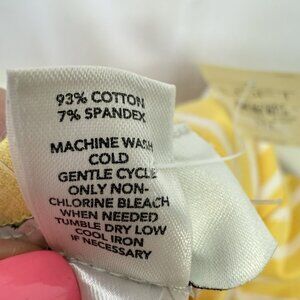 93% COTTON
7% SPANDEX
MACHINE WASH
COLD
GENTLE CYCLE
ONLY NON-
CHLORINE BLEACH
WHEN NEEDED
TUMBLE DRY LOW
COOL IRON
IF NECESSARY